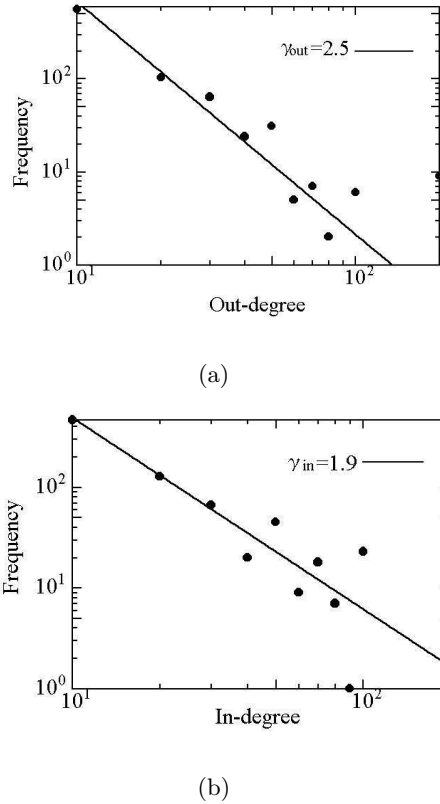 10²
10¹
10⁰
Frequency
γout=2.5
10¹ 10²
Out-degree
(a)
10²
10¹
10⁰
Frequency
γin=1.9
10¹ 10²
In-degree
(b)